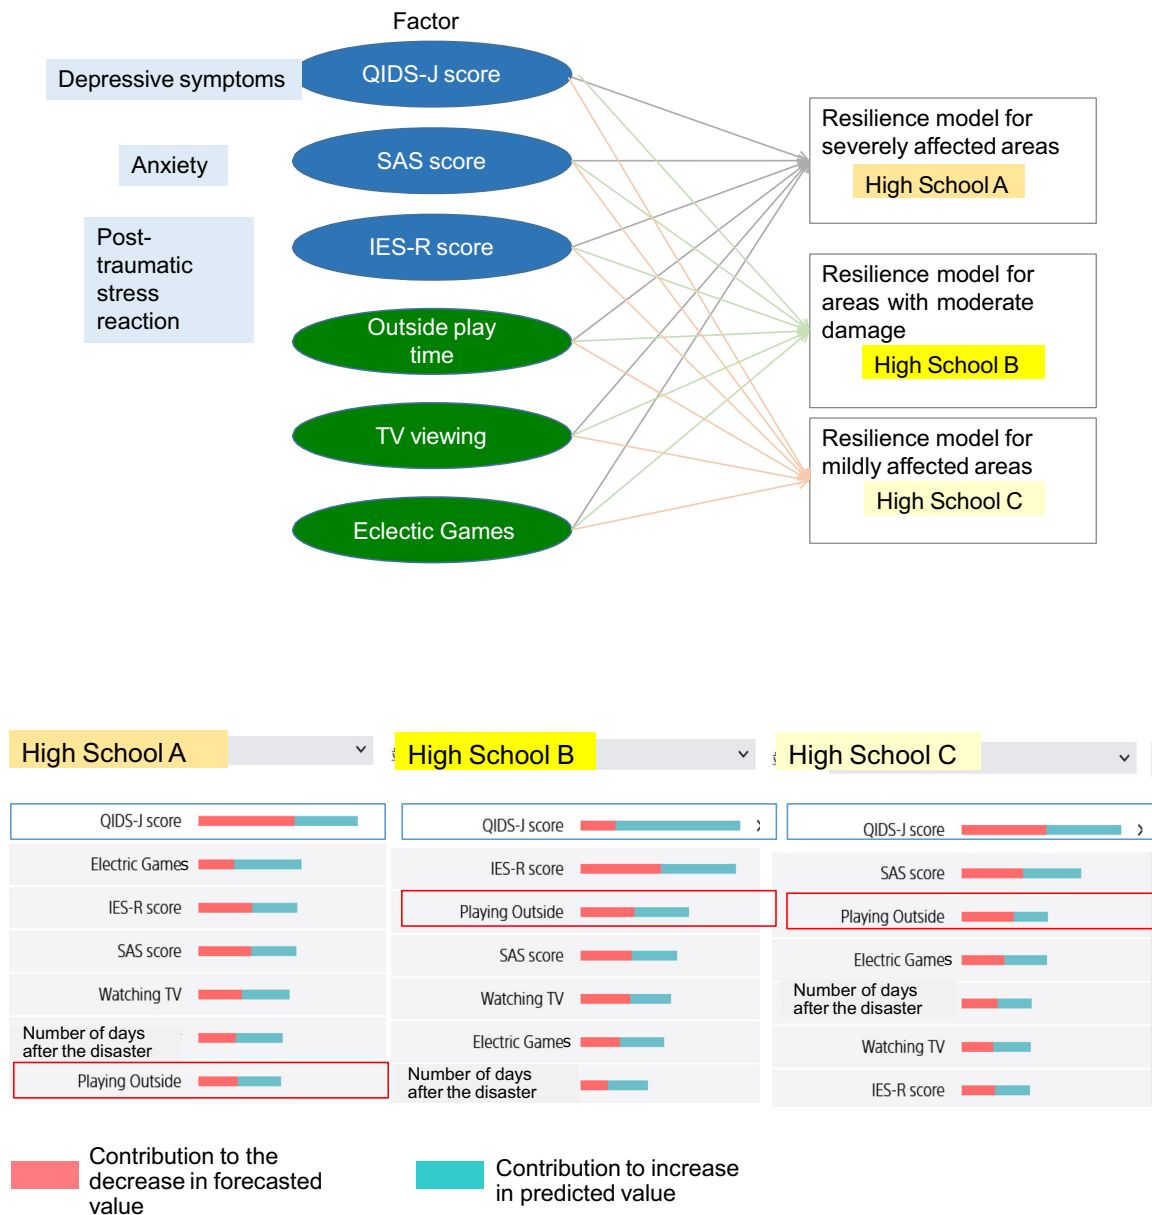 Factor
Depressive symptoms
QIDS-J score
Anxiety
SAS score
Post-
traumatic
stress
reaction
IES-R score
Outside play
time
TV viewing
Eclectic Games
Resilience model for
severely affected areas
High School A
Resilience model for
areas with moderate
damage
High School B
Resilience model for
mildly affected areas
High School C
High School A
QIDS-J score
Electric Games
IES-R score
SAS score
Watching TV
Number of days
after the disaster
Playing Outside
High School B
QIDS-J score
IES-R score
Playing Outside
SAS score
Watching TV
Electric Games
Number of days
after the disaster
High School C
QIDS-J score
SAS score
Playing Outside
Electric Games
Number of days
after the disaster
Watching TV
IES-R score
Contribution to the
decrease in forecasted
value
Contribution to increase
in predicted value